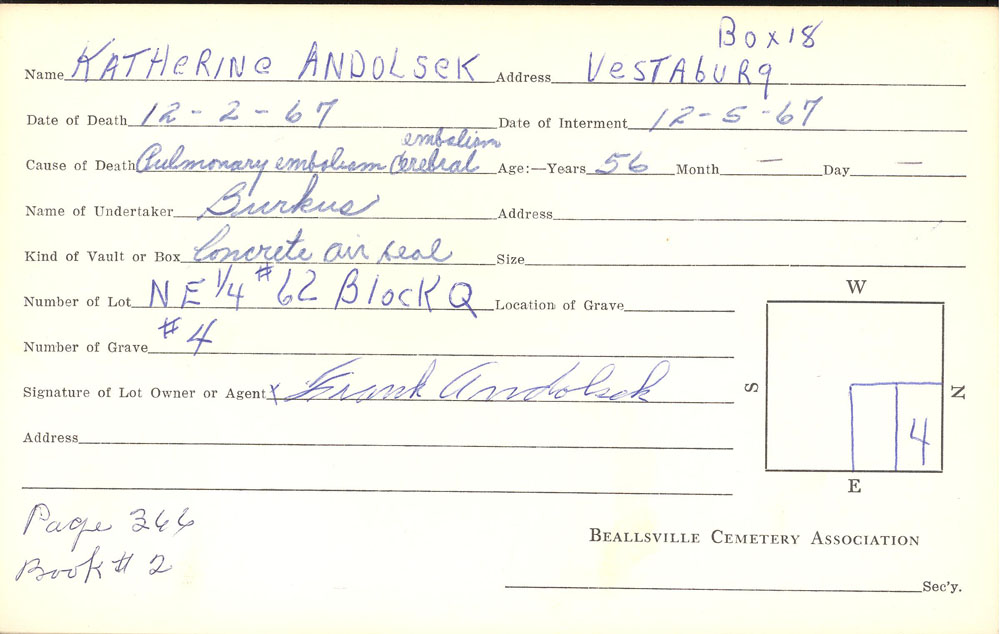 Box 18
Name KATHeRINe ANDOLSeK Address VeSTAbURg
Date of Death 12 - 2 - 67 Date of Interment 12-5-67
embolism
Cause of Death Pulmonary embolism Cerebral Age:—Years 56 Month — Day —
Name of Undertaker Burkus Address
Kind of Vault or Box Concrete air seal Size
Number of Lot NE 1/4 #62 Block Q Location of Grave
Number of Grave #4
Signature of Lot Owner or Agent X Frank Andolsek
Address
W
S
N
4
E
Page 366
Book # 2
BEALLSVILLE CEMETERY ASSOCIATION
Sec'y.